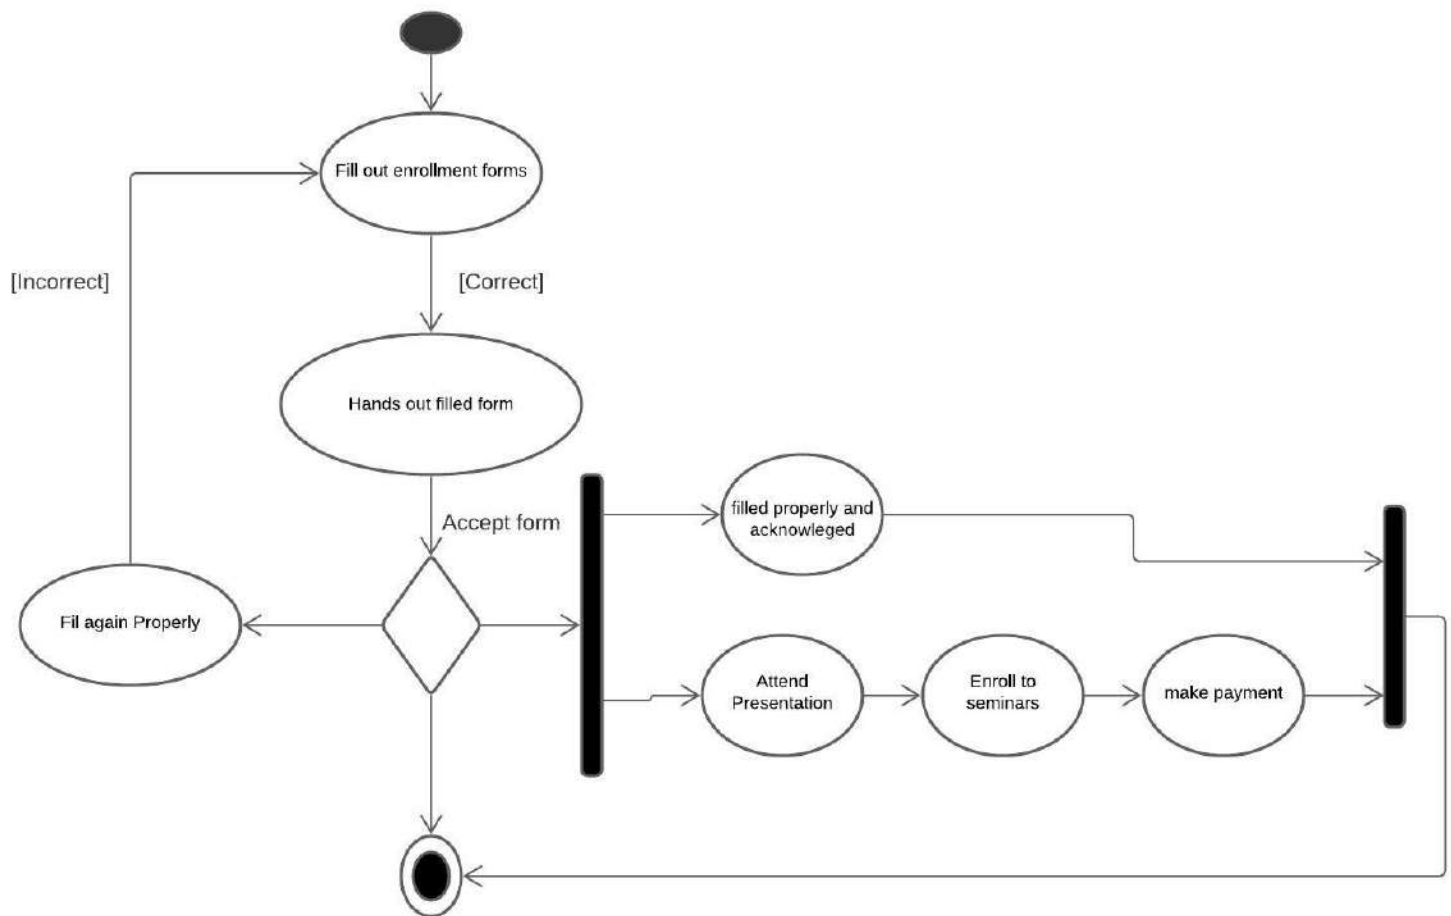 Fill out enrollment forms
[Incorrect]
[Correct]
Hands out filled form
Accept form
filled properly and
acknowleged
Fil again Properly
Attend
Presentation
Enroll to
seminars
make payment